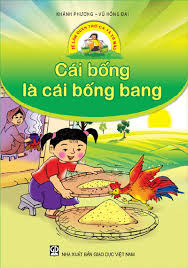 KHÁNH PHƯƠNG - VŨ HỒNG ĐẠI
Cái bống
là cái bống bang
NHÀ XUẤT BẢN GIÁO DỤC VIỆT NAM